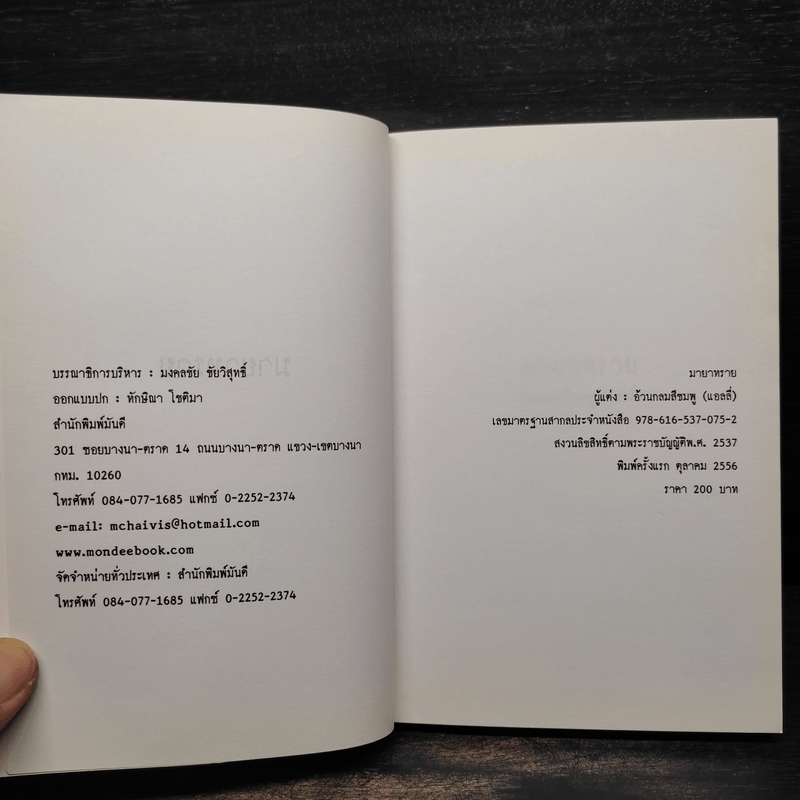 บรรณาธิการบริหาร : มงคลชัย ชัยวิสุทธิ์
ออกแบบปก : ทักษิณา โชติมา
สำนักพิมพ์มันดี
301 ซอยบางนา-ตราด 14 ถนนบางนา-ตราด แขวง-เขตบางนา
กทม. 10260
โทรศัพท์ 084-077-1685 แฟกซ์ 0-2252-2374
e-mail: mchaivis@hotmail.com
www.mondeebook.com
จัดจำหน่ายทั่วประเทศ : สำนักพิมพ์มันดี
โทรศัพท์ 084-077-1685 แฟกซ์ 0-2252-2374
มายาทราย
ผู้แต่ง : อ้วนกลมสีชมพู (แอลลี่)
เลขมาตรฐานสากลประจำหนังสือ 978-616-537-075-2
สงวนลิขสิทธิ์ตามพระราชบัญญัติพ.ศ. 2537
พิมพ์ครั้งแรก ตุลาคม 2556
ราคา 200 บาท